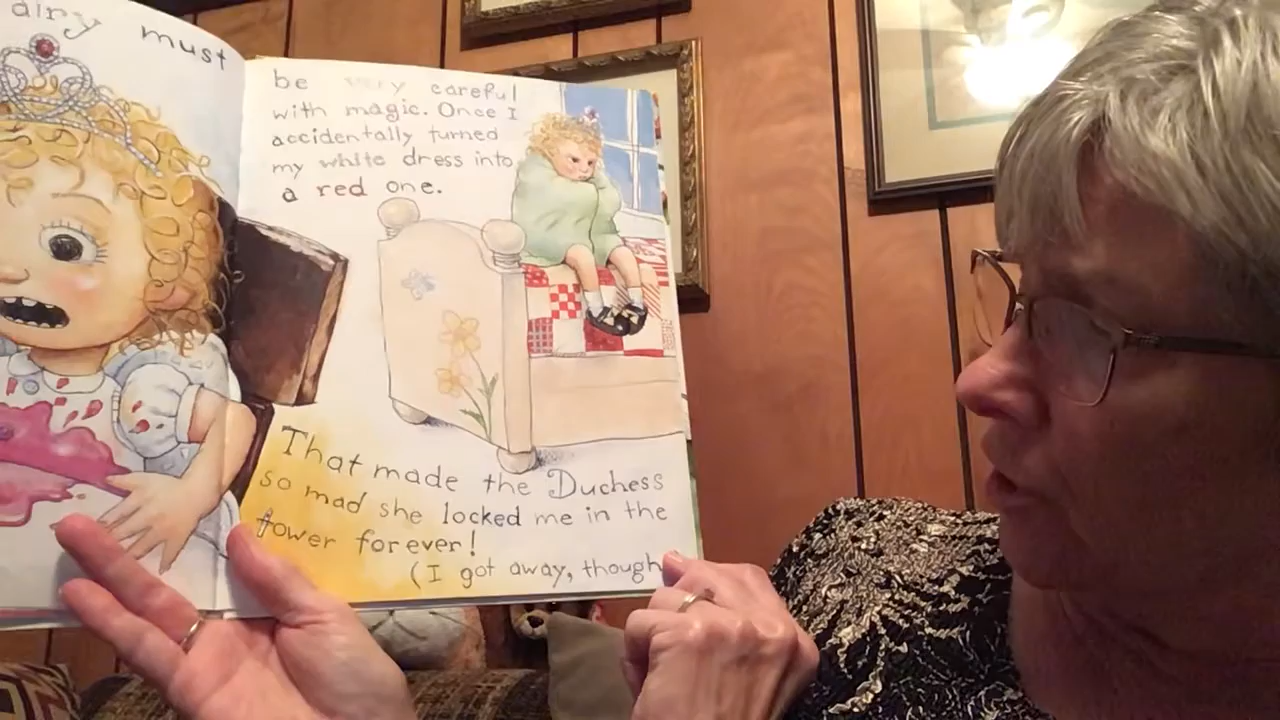 airy must
be very careful
with magic. Once I
accidentally turned
my white dress into
a red one.
That made the Duchess
so mad she locked me in the
tower forever!
(I got away, though